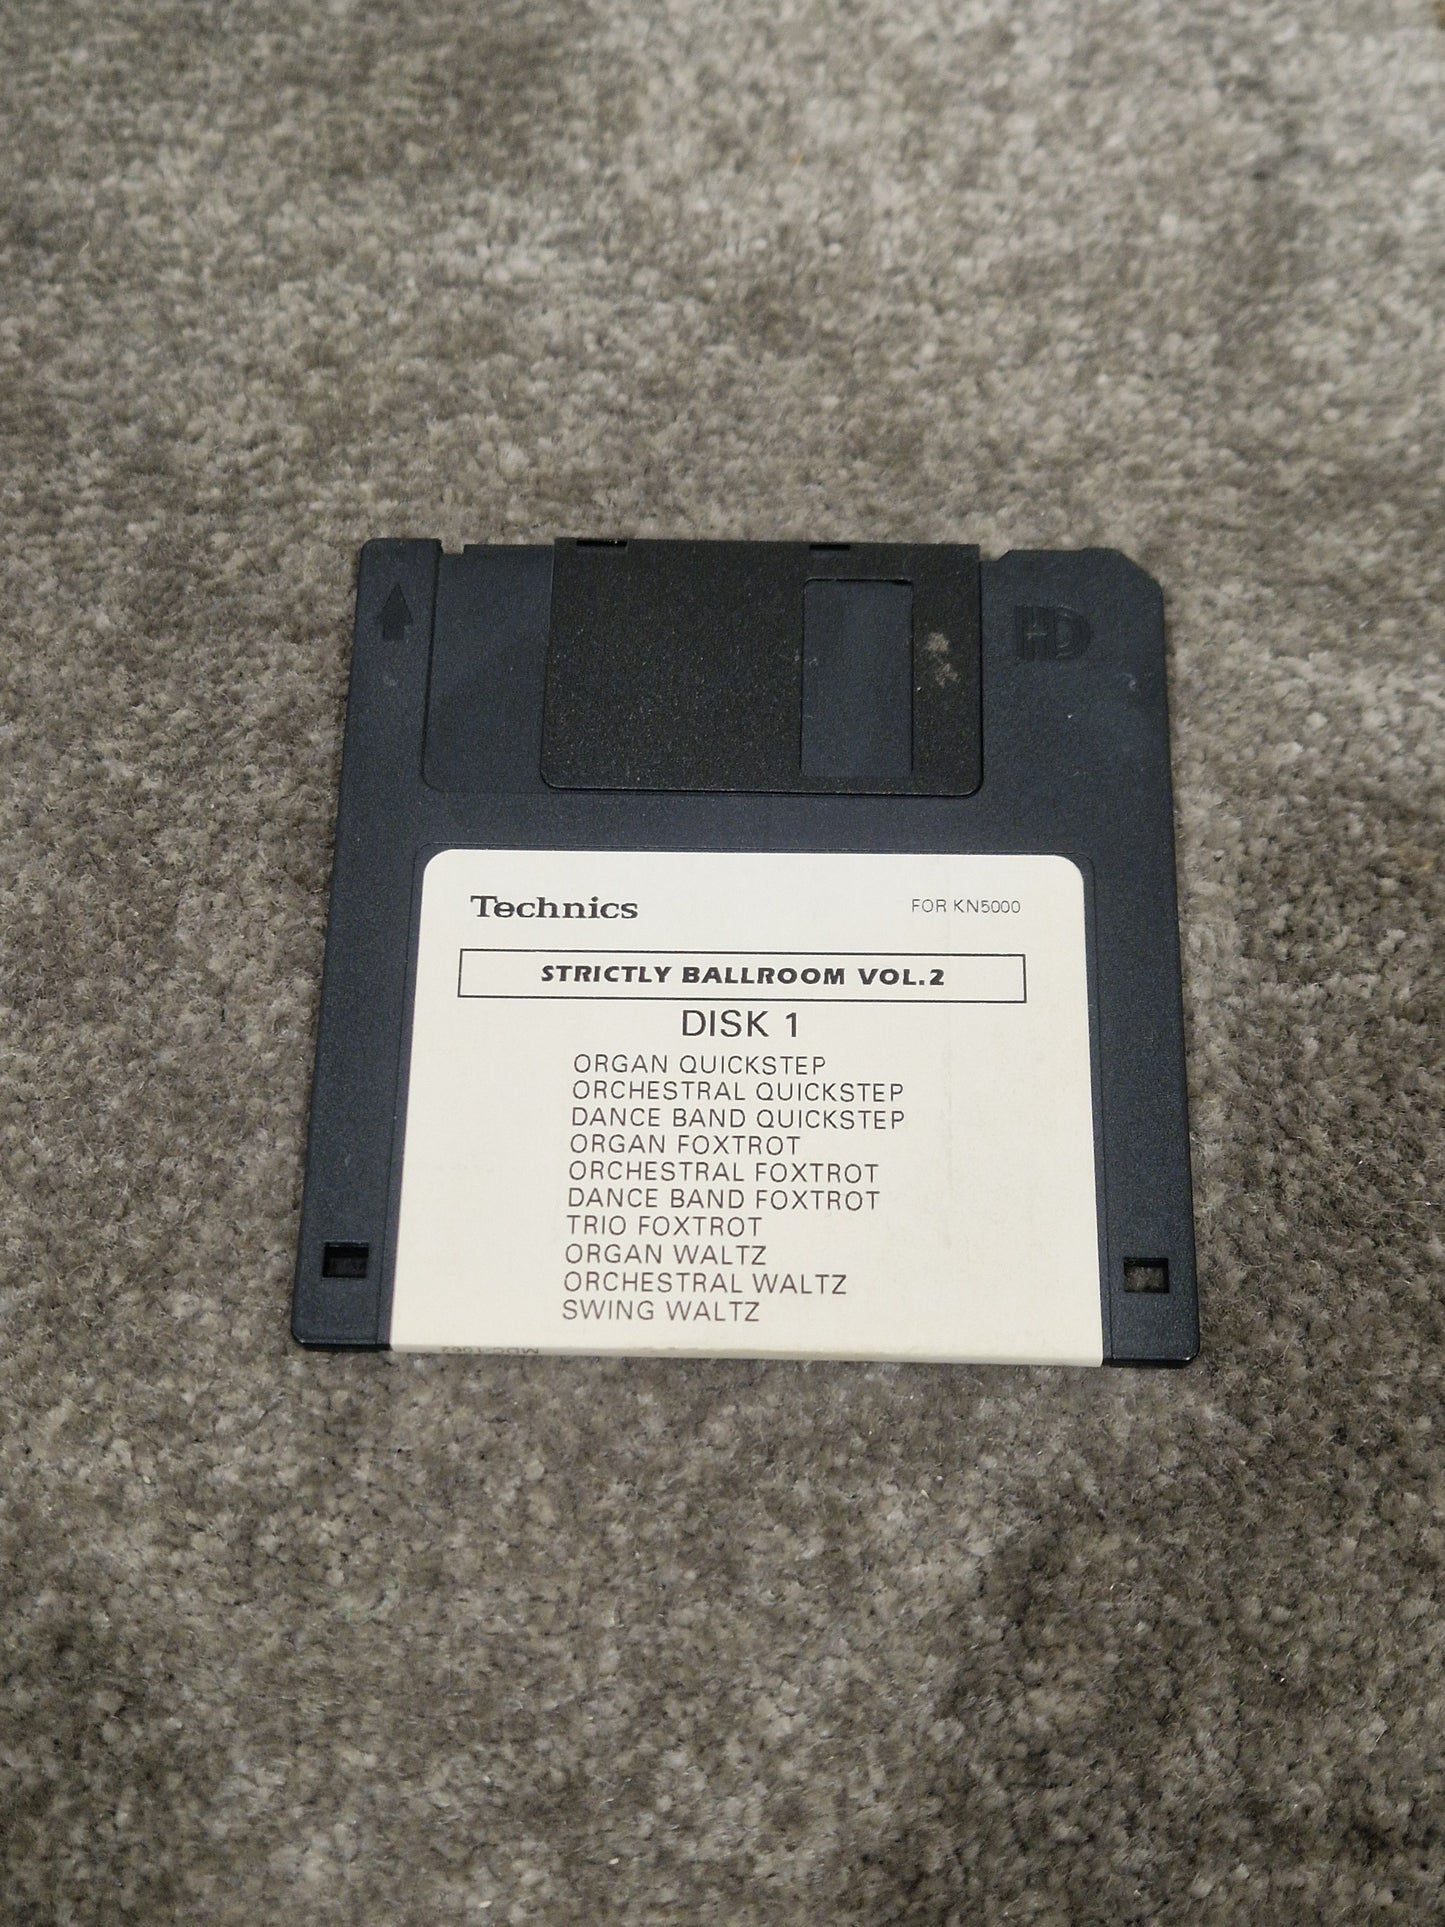 HD
Technics
FOR KN5000
STRICTLY BALLROOM VOL.2
DISK 1
ORGAN QUICKSTEP
ORCHESTRAL QUICKSTEP
DANCE BAND QUICKSTEP
ORGAN FOXTROT
ORCHESTRAL FOXTROT
DANCE BAND FOXTROT
TRIO FOXTROT
ORGAN WALTZ
ORCHESTRAL WALTZ
SWING WALTZ